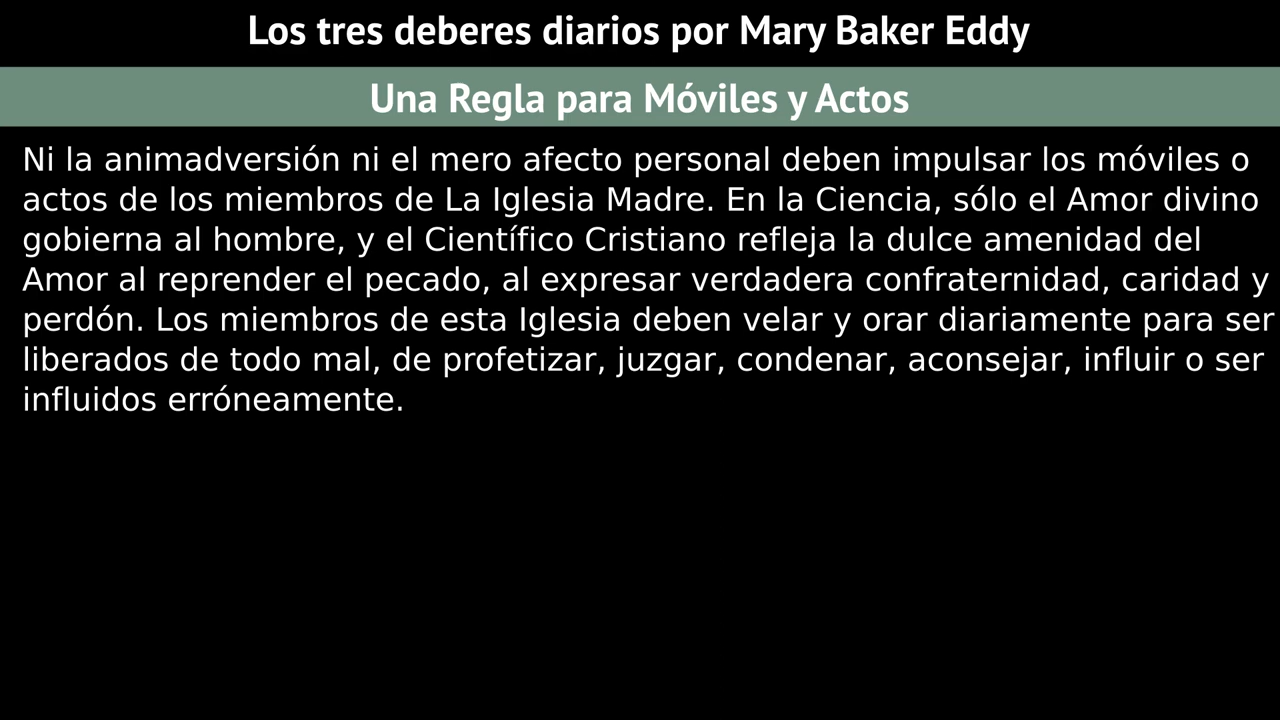 Los tres deberes diarios por Mary Baker Eddy
Una Regla para Móviles y Actos
Ni la animadversión ni el mero afecto personal deben impulsar los móviles o
actos de los miembros de La Iglesia Madre. En la Ciencia, sólo el Amor divino
gobierna al hombre, y el Científico Cristiano refleja la dulce amenidad del
Amor al reprender el pecado, al expresar verdadera confraternidad, caridad y
perdón. Los miembros de esta Iglesia deben velar y orar diariamente para ser
liberados de todo mal, de profetizar, juzgar, condenar, aconsejar, influir o ser
influidos erróneamente.